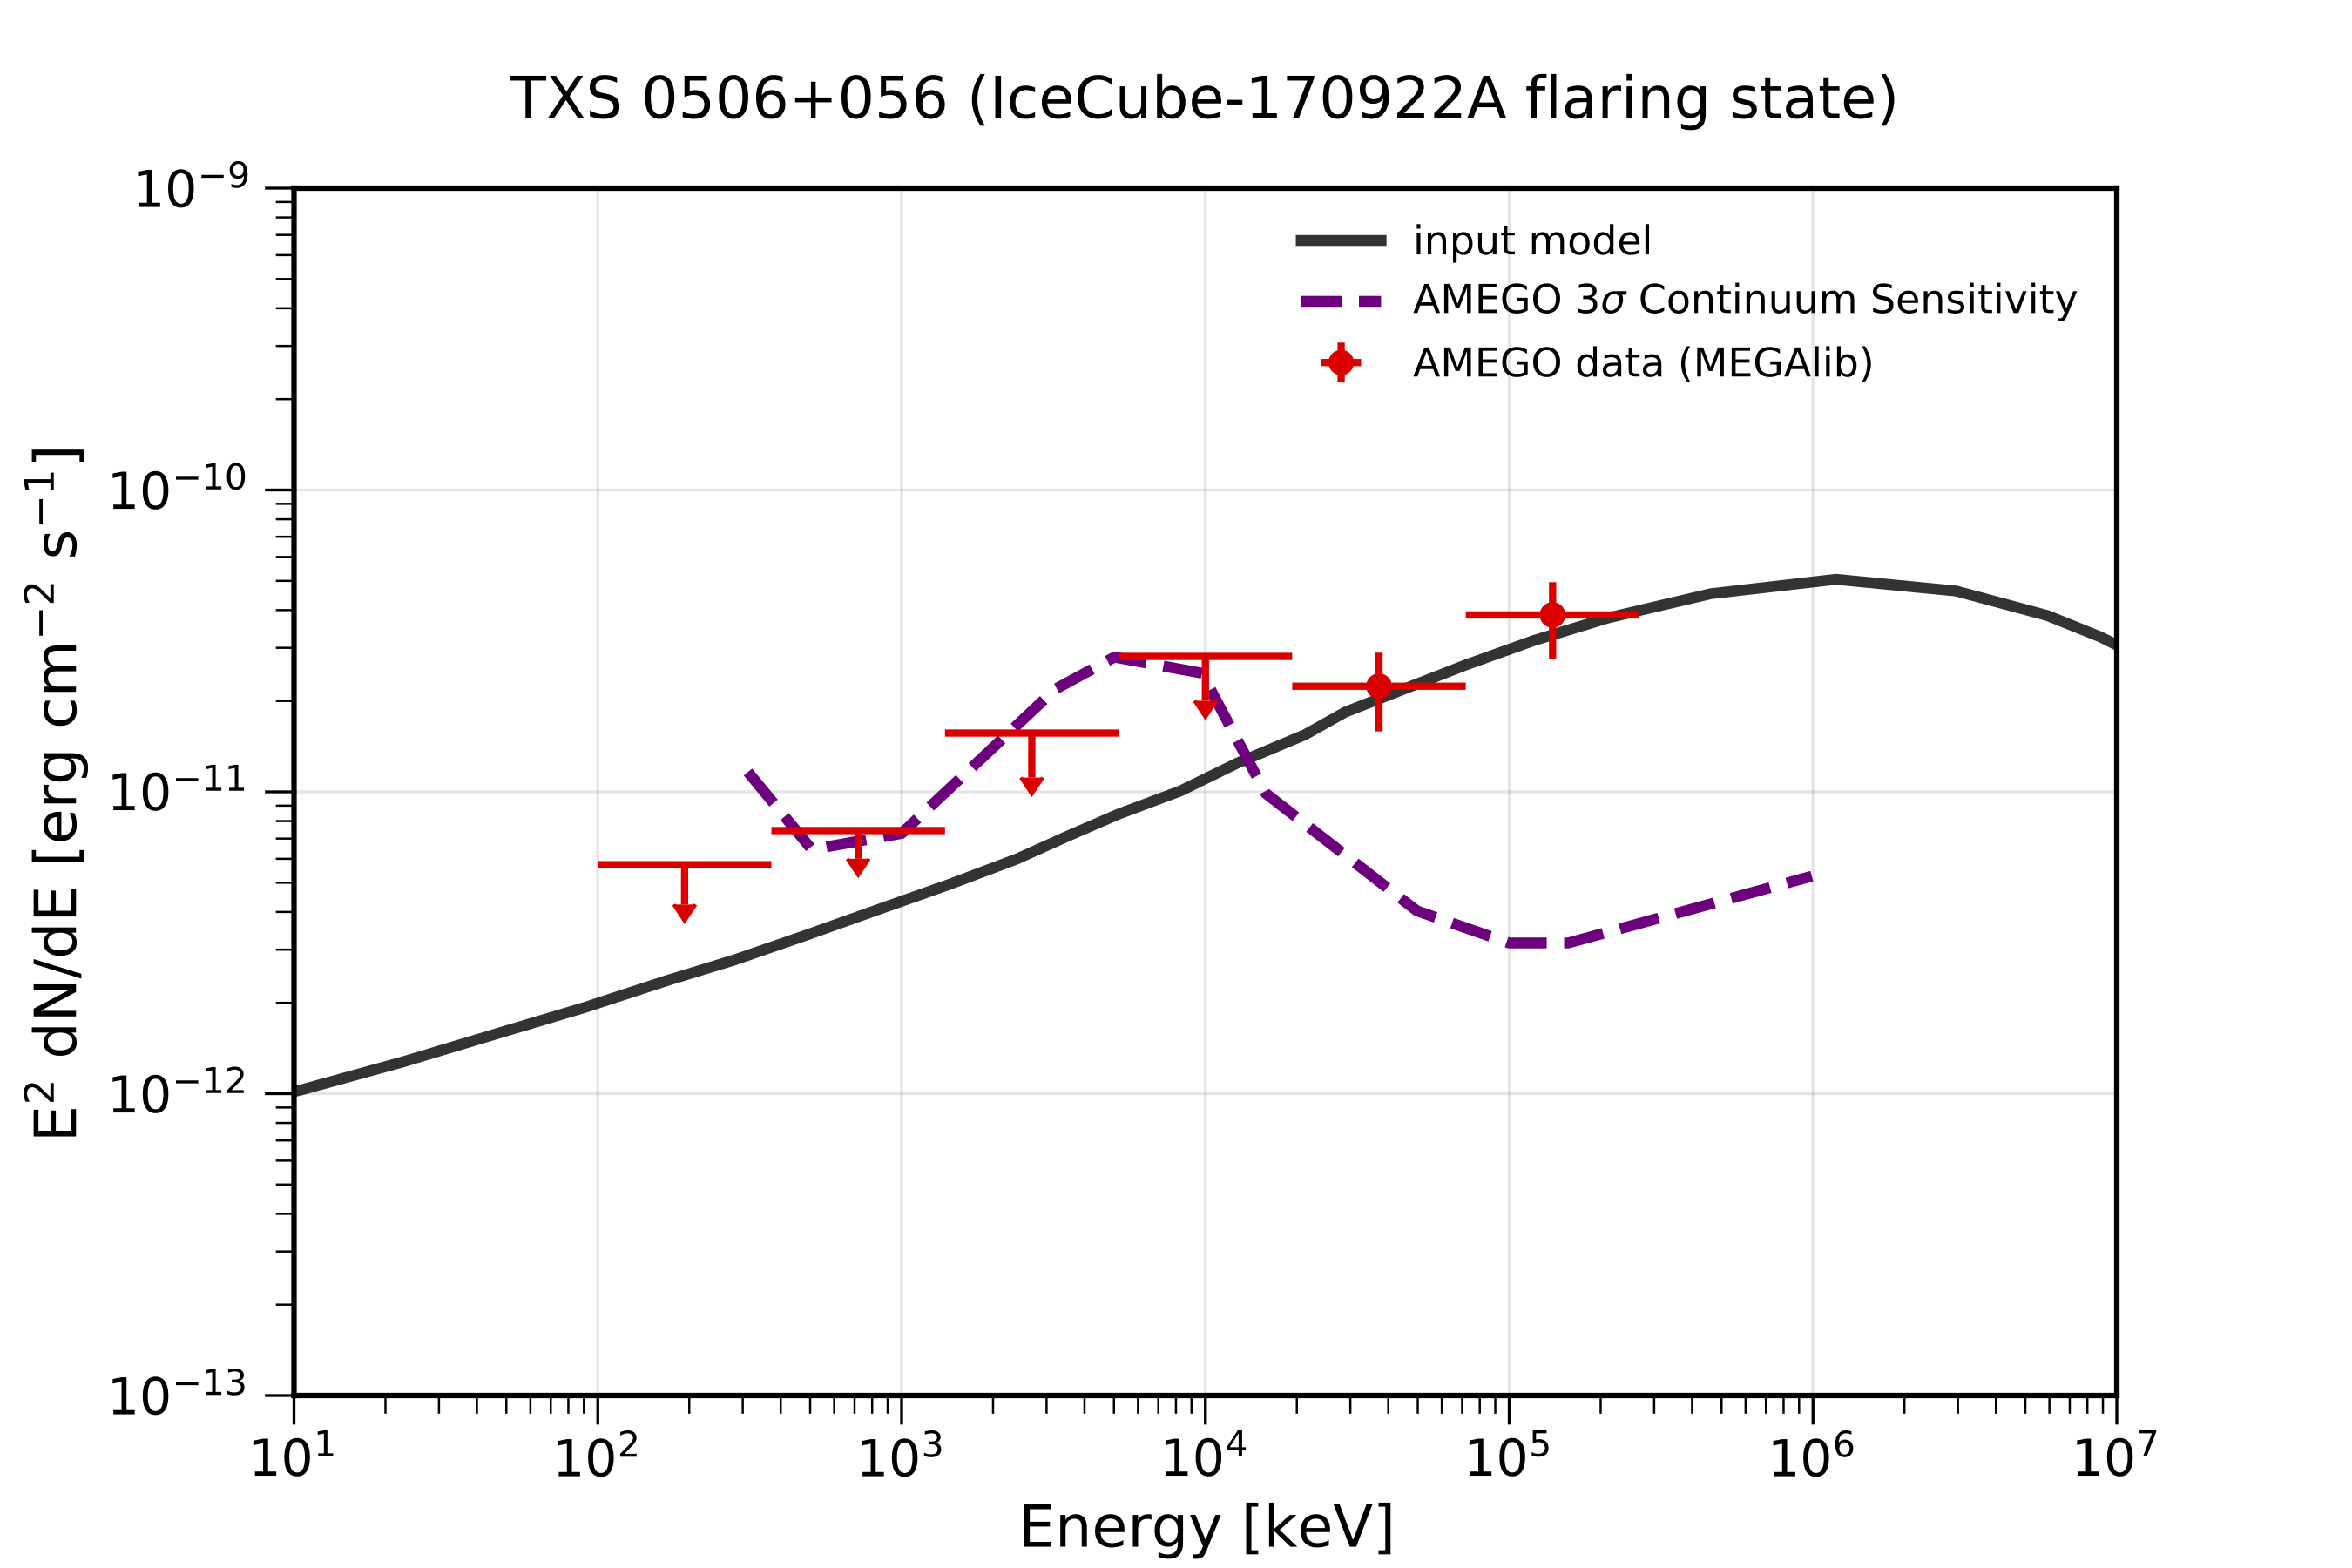 TXS 0506+056 (IceCube-170922A flaring state)
input model
AMEGO 3σ Continuum Sensitivity
AMEGO data (MEGAlib)
E² dN/dE [erg cm⁻² s⁻¹]
10⁻⁹
10⁻¹⁰
10⁻¹¹
10⁻¹²
10⁻¹³
10¹ 10² 10³ 10⁴ 10⁵ 10⁶ 10⁷
Energy [keV]